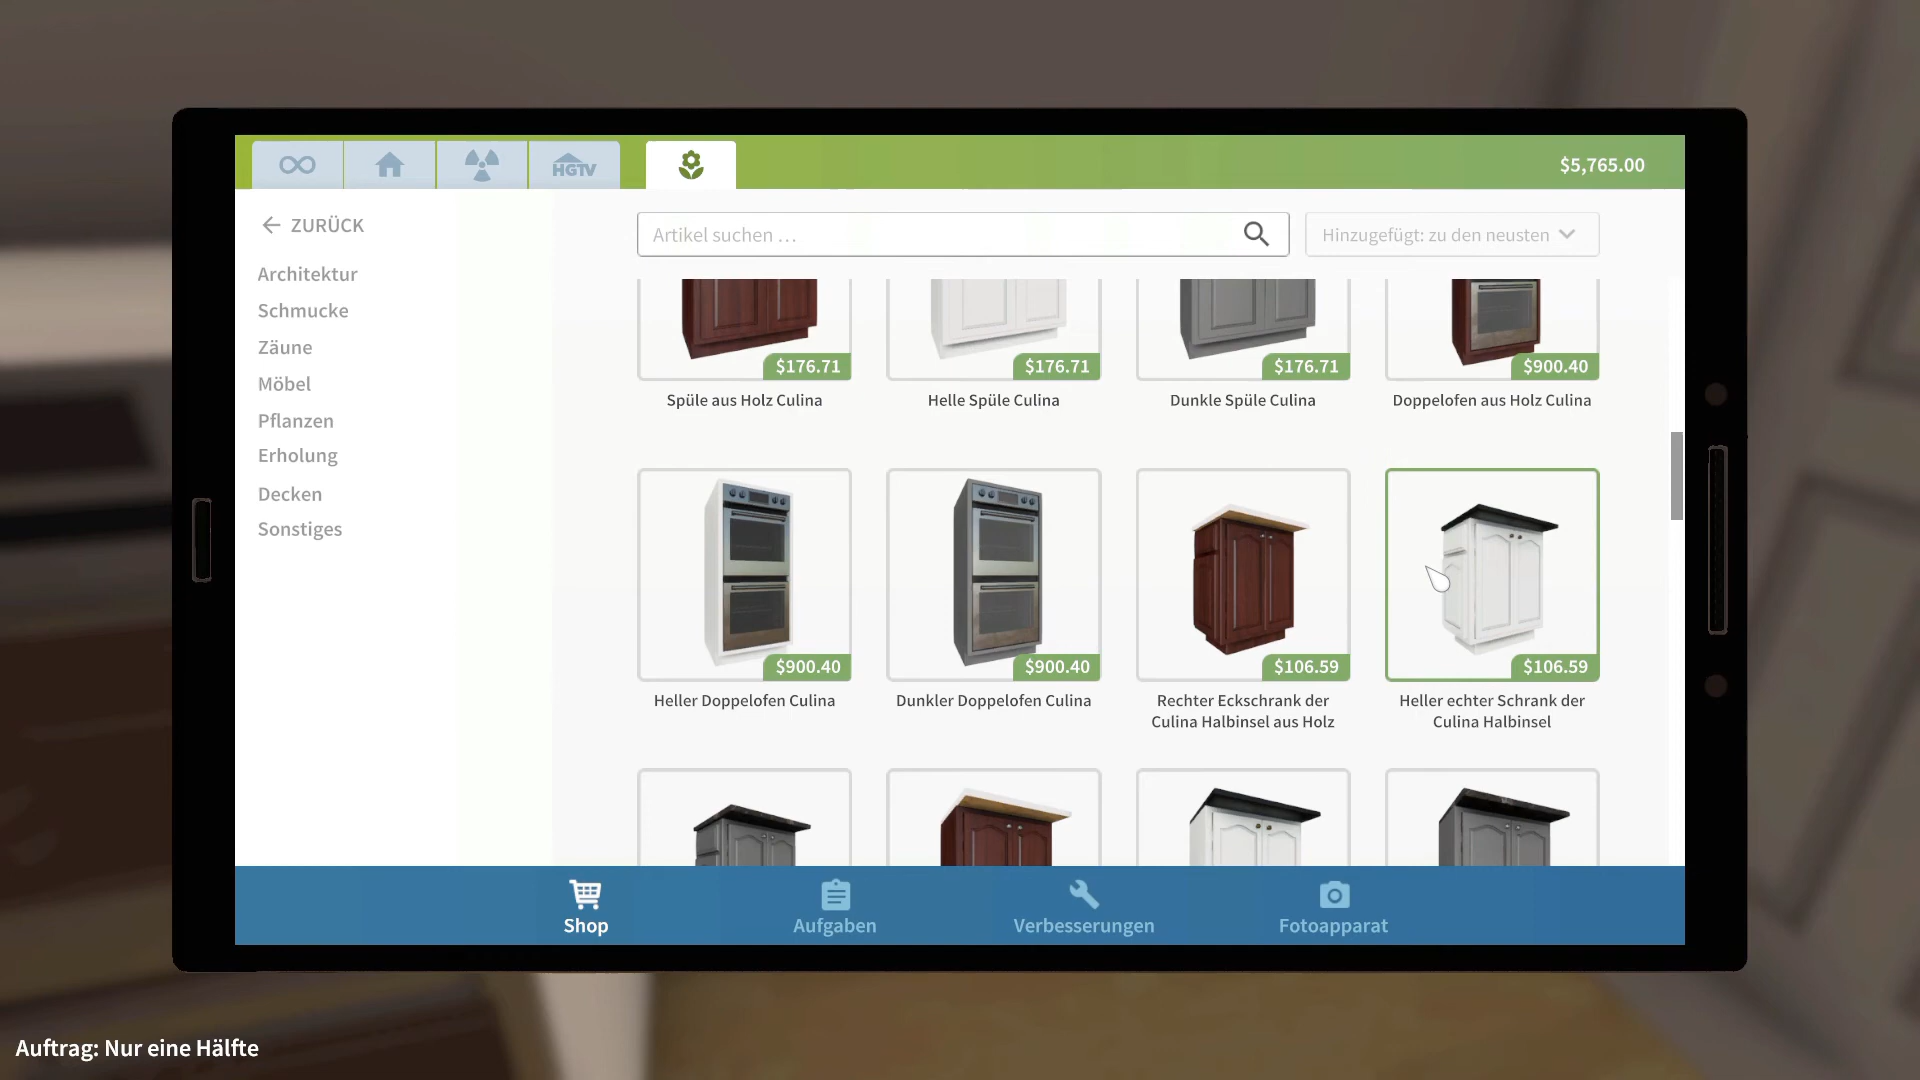 HGTV
$5,765.00
ZURÜCK
Artikel suchen …
Hinzugefügt: zu den neusten
Architektur
Schmucke
Zäune
Möbel
Pflanzen
Erholung
Decken
Sonstiges
$176.71
$176.71
$176.71
$900.40
Spüle aus Holz Culina
Helle Spüle Culina
Dunkle Spüle Culina
Doppelofen aus Holz Culina
$900.40
$900.40
$106.59
$106.59
Heller Doppelofen Culina
Dunkler Doppelofen Culina
Rechter Eckschrank der
Culina Halbinsel aus Holz
Heller echter Schrank der
Culina Halbinsel
Shop
Aufgaben
Verbesserungen
Fotoapparat
Auftrag: Nur eine Hälfte